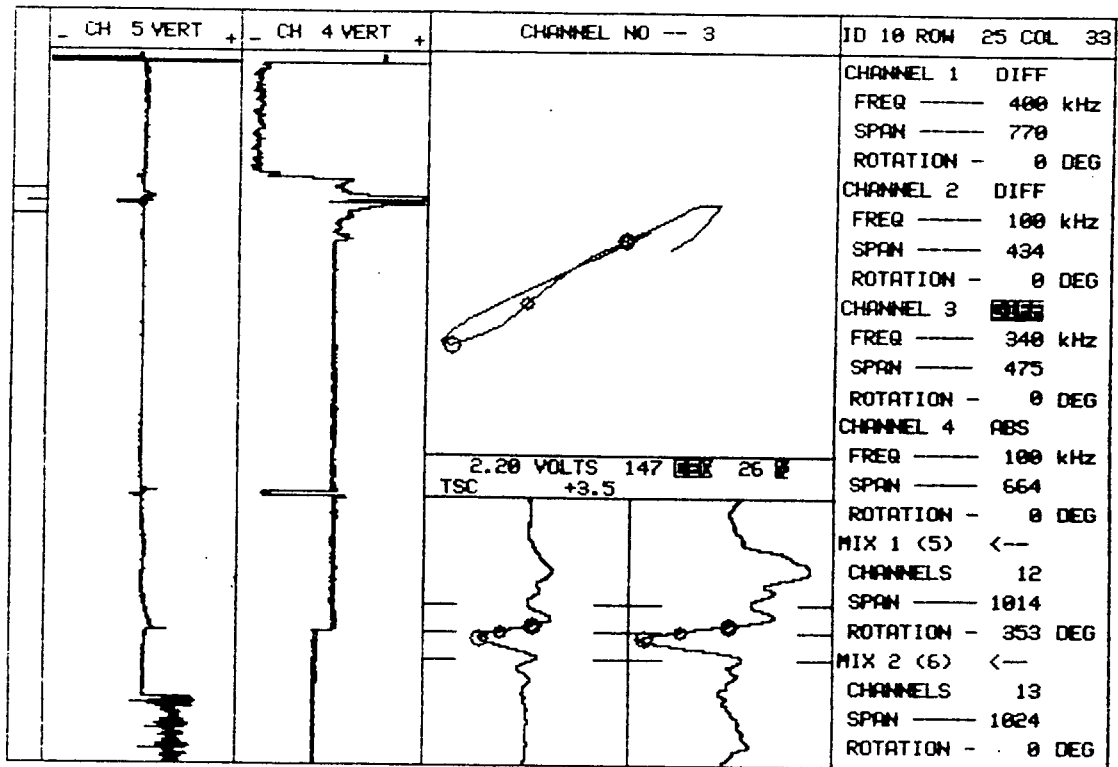 - CH 5 VERT +
- CH 4 VERT +
CHANNEL NO -- 3
2.20 VOLTS 147 DEG 26
TSC +3.5
ID 10 ROW 25 COL 33
CHANNEL 1 DIFF
FREQ ----- 400 kHz
SPAN ----- 770
ROTATION - 0 DEG
CHANNEL 2 DIFF
FREQ ----- 100 kHz
SPAN ----- 434
ROTATION - 0 DEG
CHANNEL 3 DIFF
FREQ ----- 340 kHz
SPAN ----- 475
ROTATION - 0 DEG
CHANNEL 4 ABS
FREQ ----- 100 kHz
SPAN ----- 664
ROTATION - 0 DEG
MIX 1 (5) <--
CHANNELS 12
SPAN ----- 1014
ROTATION - 353 DEG
MIX 2 (6) <--
CHANNELS 13
SPAN ----- 1024
ROTATION - 0 DEG